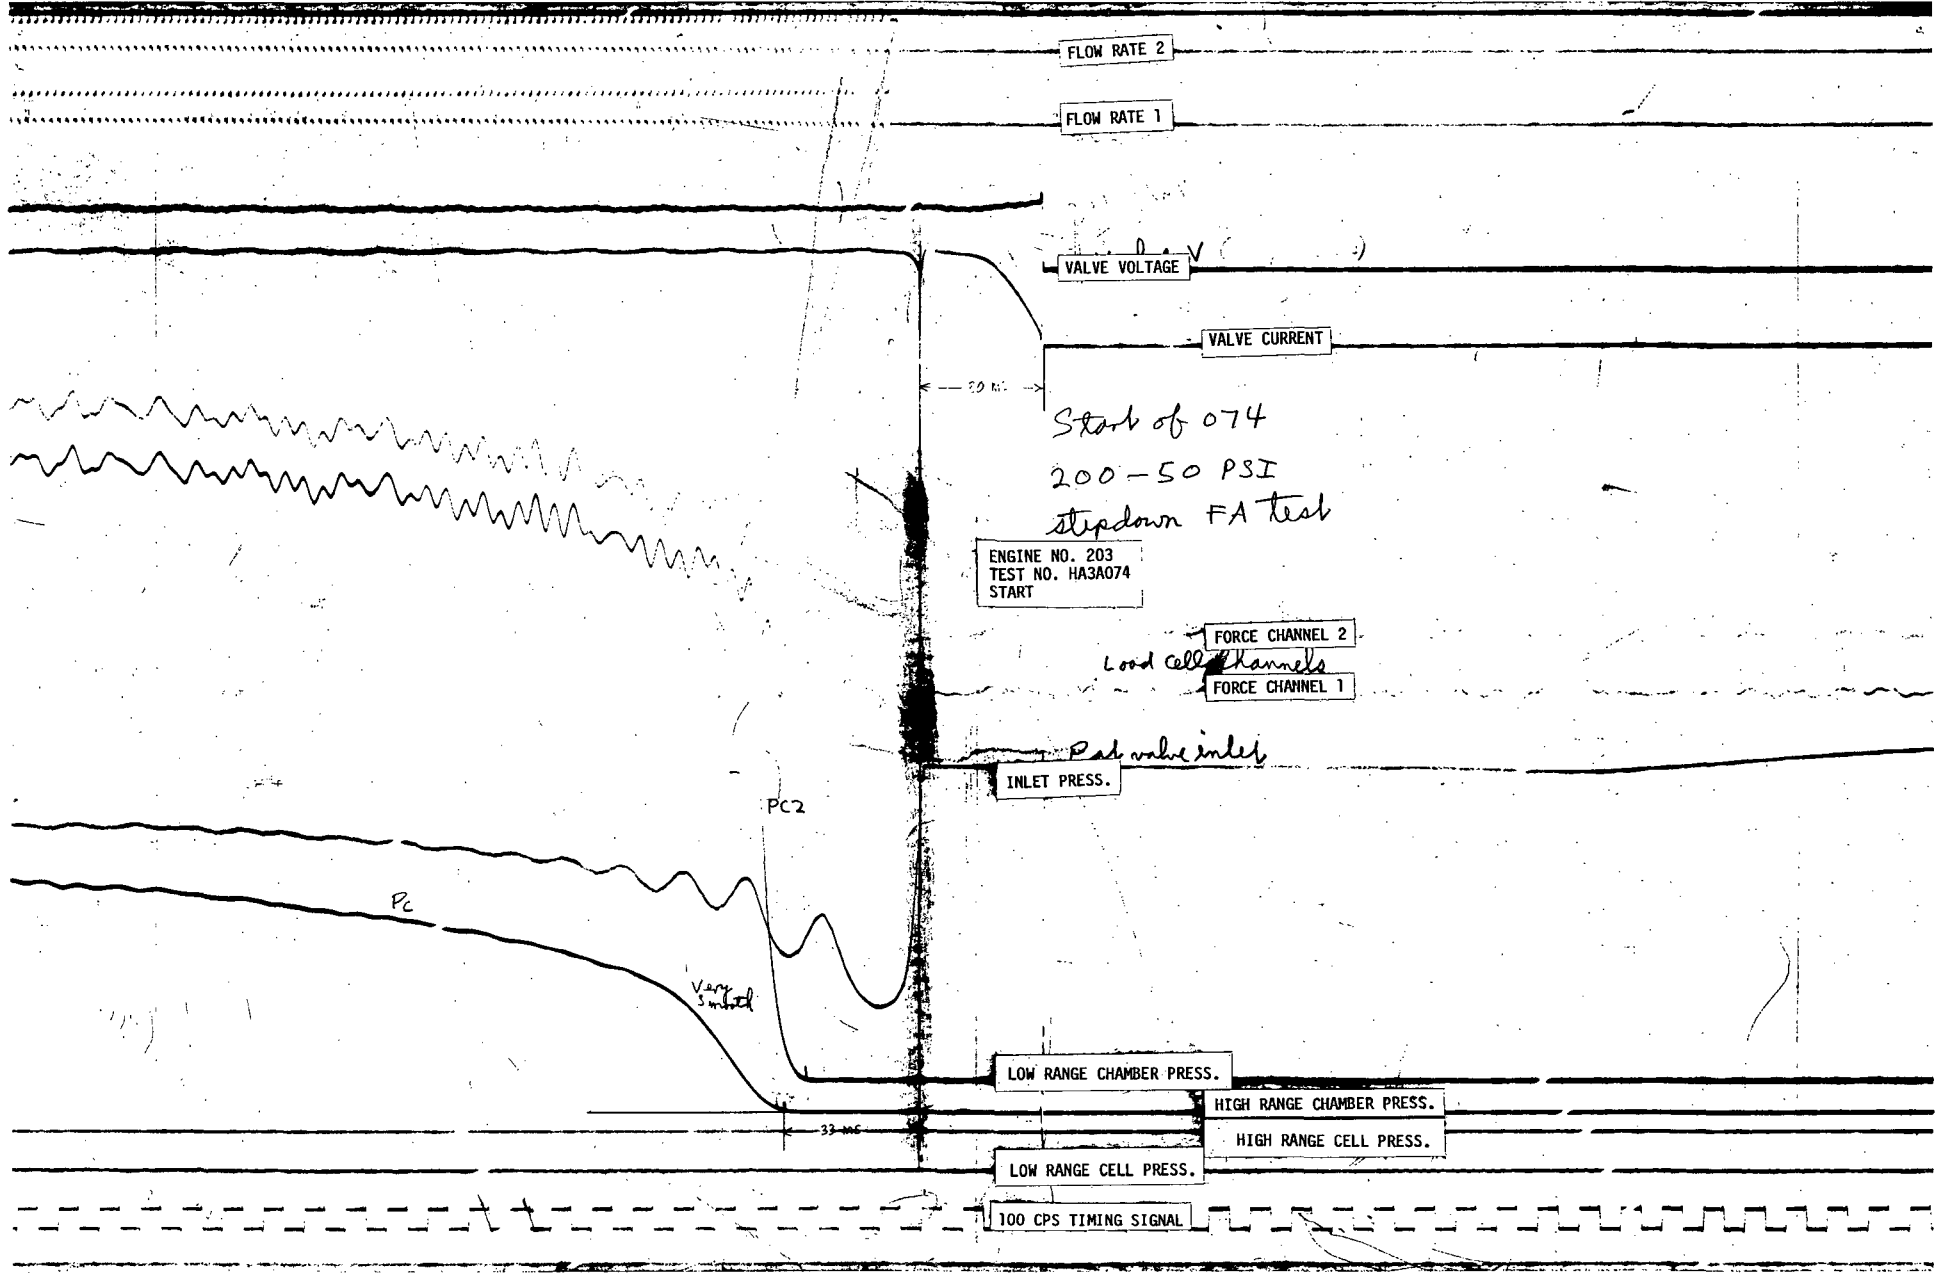 FLOW RATE 2
FLOW RATE 1
V
VALVE VOLTAGE
VALVE CURRENT
MS
Start of 074
200-50 PSI
stepdown FA test
ENGINE NO. 203
TEST NO. HA3A074
START
FORCE CHANNEL 2
Load cell channels
FORCE CHANNEL 1
P at valve inlet
INLET PRESS.
PC2
Pc
Very
smooth
LOW RANGE CHAMBER PRESS.
HIGH RANGE CHAMBER PRESS.
33 MS
HIGH RANGE CELL PRESS.
LOW RANGE CELL PRESS.
100 CPS TIMING SIGNAL